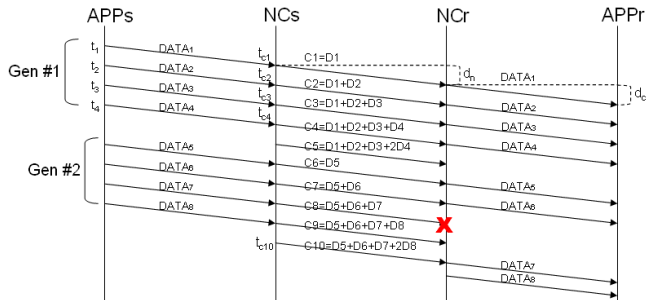 APPs NCs NCr APPr
t1 DATA1 tc1 C1=D1
Gen #1 t2 DATA2 tc2 C2=D1+D2 dn DATA1
t3 DATA3 tc3 C3=D1+D2+D3 DATA2 dc
t4 DATA4 tc4 C4=D1+D2+D3+D4 DATA3
C5=D1+D2+D3+2D4 DATA4
DATA5 C6=D5
Gen #2 DATA6 C7=D5+D6 DATA5
DATA7 C8=D5+D6+D7 DATA6
DATA8 C9=D5+D6+D7+D8
tc10 C10=D5+D6+D7+2D8
DATA7
DATA8